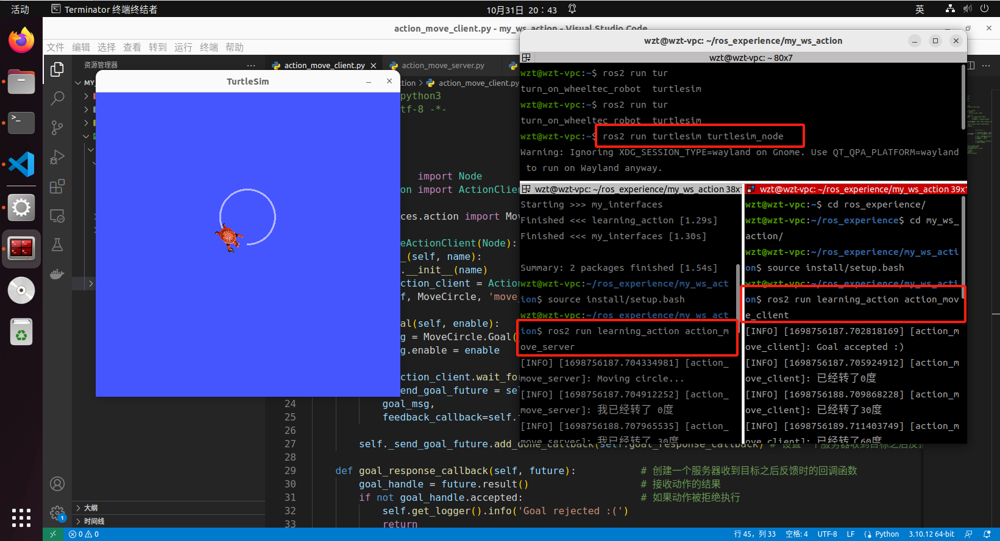 活动
Terminator 终端终结者
10月31日 20：43
英
action_move_client.py - my_ws_action - Visual Studio Code
文件 编辑 选择 查看 转到 运行 终端 帮助
资源管理器
action_move_client.py
action_move_server.py
MY_
action_move_client.py
TurtleSim
python3
tf-8 -*-
import Node
on import ActionClie
ces.action import Mov
eActionClient(Node):
_(self, name):
.__init__(name)
ction_client = Action
f, MoveCircle, 'move_
al(self, enable):
g = MoveCircle.Goal(
g.enable = enable
ction_client.wait_for
end_goal_future = sel
24 goal_msg,
25 feedback_callback=self.
26
27 self._send_goal_future.add_done_callback(self.goal_response_callback) # 设置一个服务器收到目标之后反馈
28
29 def goal_response_callback(self, future): # 创建一个服务器收到目标之后反馈时的回调函数
30 goal_handle = future.result() # 接收动作的结果
31 if not goal_handle.accepted: # 如果动作被拒绝执行
32 self.get_logger().info('Goal rejected :(')
33 return
大纲
时间线
1
0 0
行 45，列 33
空格: 4
UTF-8
LF
Python
3.10.12 64-bit
wzt@wzt-vpc: ~/ros_experience/my_ws_action
wzt@wzt-vpc: ~ 80x7
wzt@wzt-vpc:~$ ros2 run tur
turn_on_wheeltec_robot turtlesim
wzt@wzt-vpc:~$ ros2 run tur
turn_on_wheeltec_robot turtlesim
wzt@wzt-vpc:~$ ros2 run turtlesim turtlesim_node
Warning: Ignoring XDG_SESSION_TYPE=wayland on Gnome. Use QT_QPA_PLATFORM=wayland
to run on Wayland anyway.
wzt@wzt-vpc: ~/ros_experience/my_ws_action 38x1
Starting >>> my_interfaces
Finished <<< learning_action [1.29s]
Finished <<< my_interfaces [1.30s]
Summary: 2 packages finished [1.54s]
wzt@wzt-vpc:~/ros_experience/my_ws_act
ion$ source install/setup.bash
wzt@wzt-vpc:~/ros_experience/my_ws_act
ion$ ros2 run learning_action action_m
ove_server
[INFO] [1698756187.704334981] [action_
move_server]: Moving circle...
[INFO] [1698756187.704912252] [action_
move_server]: 我已经转了 0度
[INFO] [1698756188.707965535] [action_
move_server]: 我已经转了 30度
wzt@wzt-vpc: ~/ros_experience/my_ws_action 39x1
wzt@wzt-vpc:~$ cd ros_experience/
wzt@wzt-vpc:~/ros_experience$ cd my_ws_
action/
wzt@wzt-vpc:~/ros_experience/my_ws_acti
on$ source install/setup.bash
wzt@wzt-vpc:~/ros_experience/my_ws_acti
on$ ros2 run learning_action action_mov
e_client
[INFO] [1698756187.702818169] [action_m
ove_client]: Goal accepted :)
[INFO] [1698756187.705924912] [action_m
ove_client]: 已经转了0度
[INFO] [1698756188.709868228] [action_m
ove_client]: 已经转了30度
[INFO] [1698756189.711403749] [action_m
ove_client]: 已经转了60度